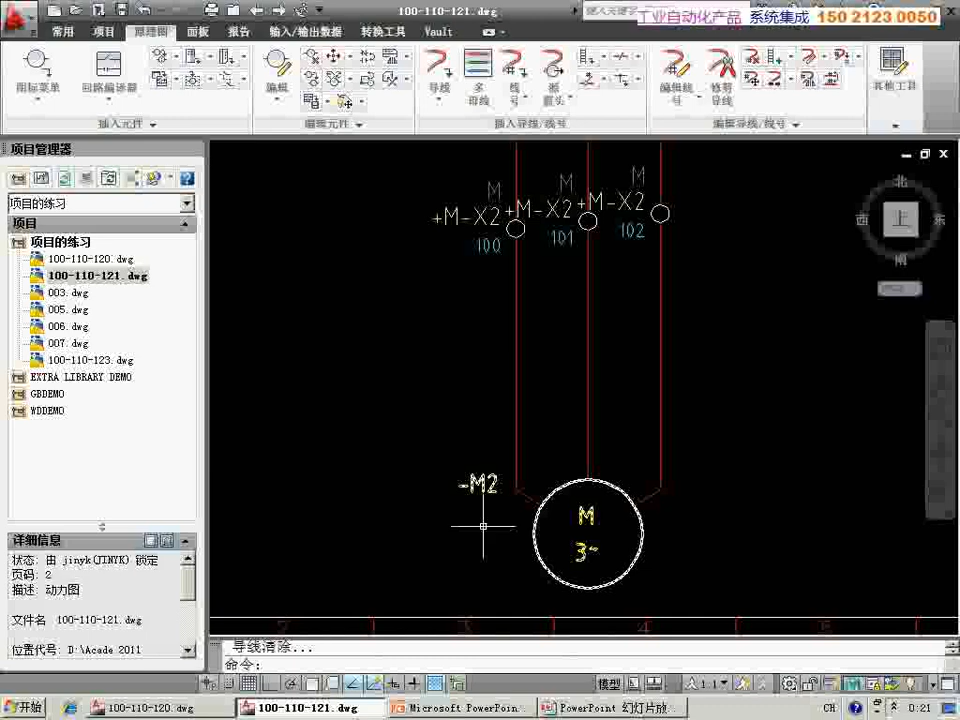 100-110-121.dwg
工业自动化产品 系统集成 150 2123 0050
常用 项目 原理图 面板 报告 输入/输出数据 转换工具 Vault
图标菜单 回路编译器 编辑 导线 多母线 线号 编辑线号 修剪导线 其他工具
插入元件 编辑元件 插入导线/线号 编辑导线/线号
项目管理器
项目的练习
项目
项目的练习
100-110-120.dwg
100-110-121.dwg
003.dwg
005.dwg
006.dwg
007.dwg
100-110-123.dwg
EXTRA LIBRARY DEMO
GBDEMO
WDDEMO
详细信息
状态: 由 jinyk(JINYK) 锁定
页码: 2
描述: 动力图
文件名 100-110-121.dwg
位置代号: D:\Acade 2011
M M M
+M-X2 +M-X2 +M-X2
100 101 102
-M2
M
3~
北
西 上 东
南
2 3 4 5
导线清除...
命令:
模型 1:1
开始 100-110-120.dwg 100-110-121.dwg Microsoft PowerPoin... PowerPoint 幻灯片放... CH 0:21